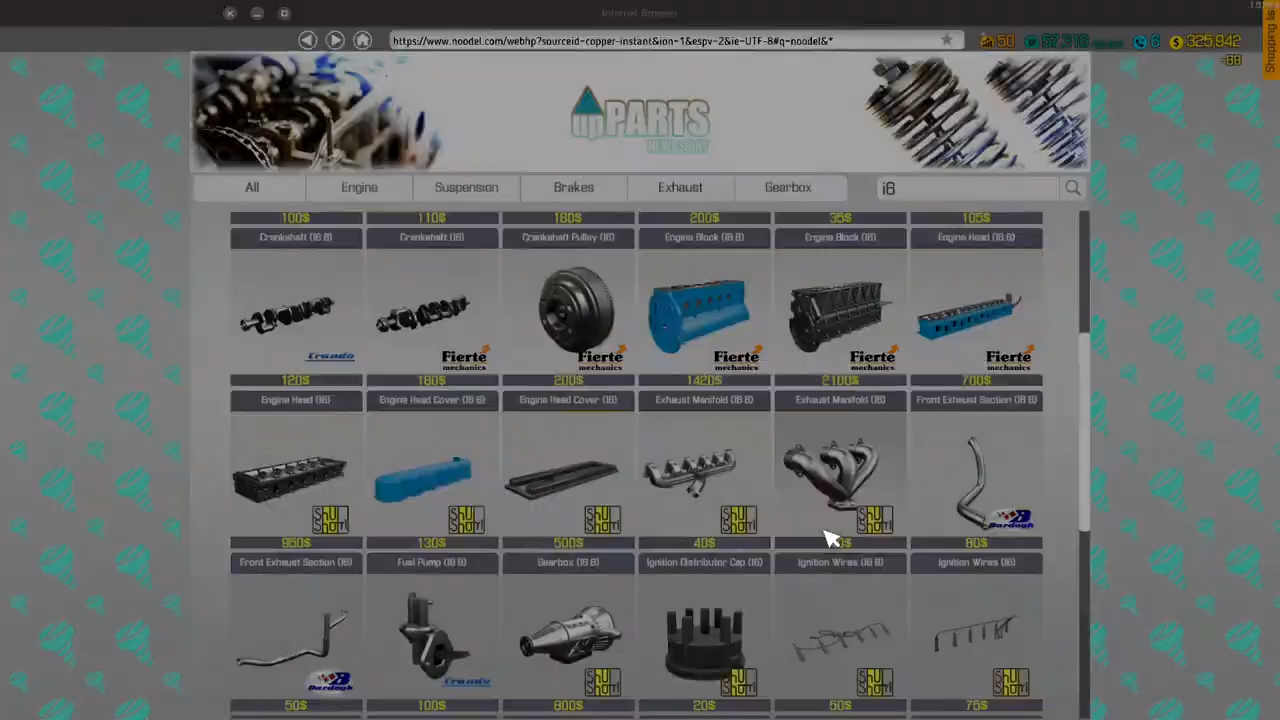 Internet Browser
https://www.noodel.com/webhp?sourceid-copper-instant&ion-1&espv-2&ie-UTF-8#q-noodel&*
50
6
$ 325,942
-68
Shopping lis
upPARTS
All Engine Suspension Brakes Exhaust Gearbox i6
100$ 110$ 180$ 200$ 35$ 105$
Crankshaft (I6 B) Crankshaft (I6) Crankshaft Pulley (I6) Engine Block (I6 B) Engine Block (I6) Engine Head (I6 B)
Fierte mechanics Fierte mechanics Fierte mechanics Fierte mechanics Fierte mechanics
120$ 180$ 200$ 1420$ 2100$ 700$
Engine Head (I6) Engine Head Cover (I6 B) Engine Head Cover (I6) Exhaust Manifold (I6 B) Exhaust Manifold (I6) Front Exhaust Section (I6 B)
950$ 130$ 500$ 40$ 80$
Front Exhaust Section (I6) Fuel Pump (I6 B) Gearbox (I6 B) Ignition Distributor Cap (I6) Ignition Wires (I6 B) Ignition Wires (I6)
50$ 100$ 800$ 20$ 50$ 75$